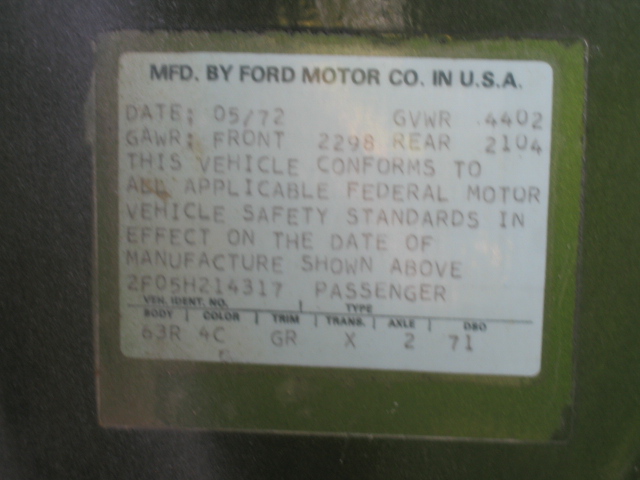 MFD. BY FORD MOTOR CO. IN U.S.A.
DATE: 05/72 GVWR 4402
GAWR: FRONT 2298 REAR 2104
THIS VEHICLE CONFORMS TO
ALL APPLICABLE FEDERAL MOTOR
VEHICLE SAFETY STANDARDS IN
EFFECT ON THE DATE OF
MANUFACTURE SHOWN ABOVE
2F05H214317 PASSENGER
VEH. IDENT. NO. TYPE
BODY COLOR TRIM TRANS. AXLE DSO
63R 4C GR X 2 71